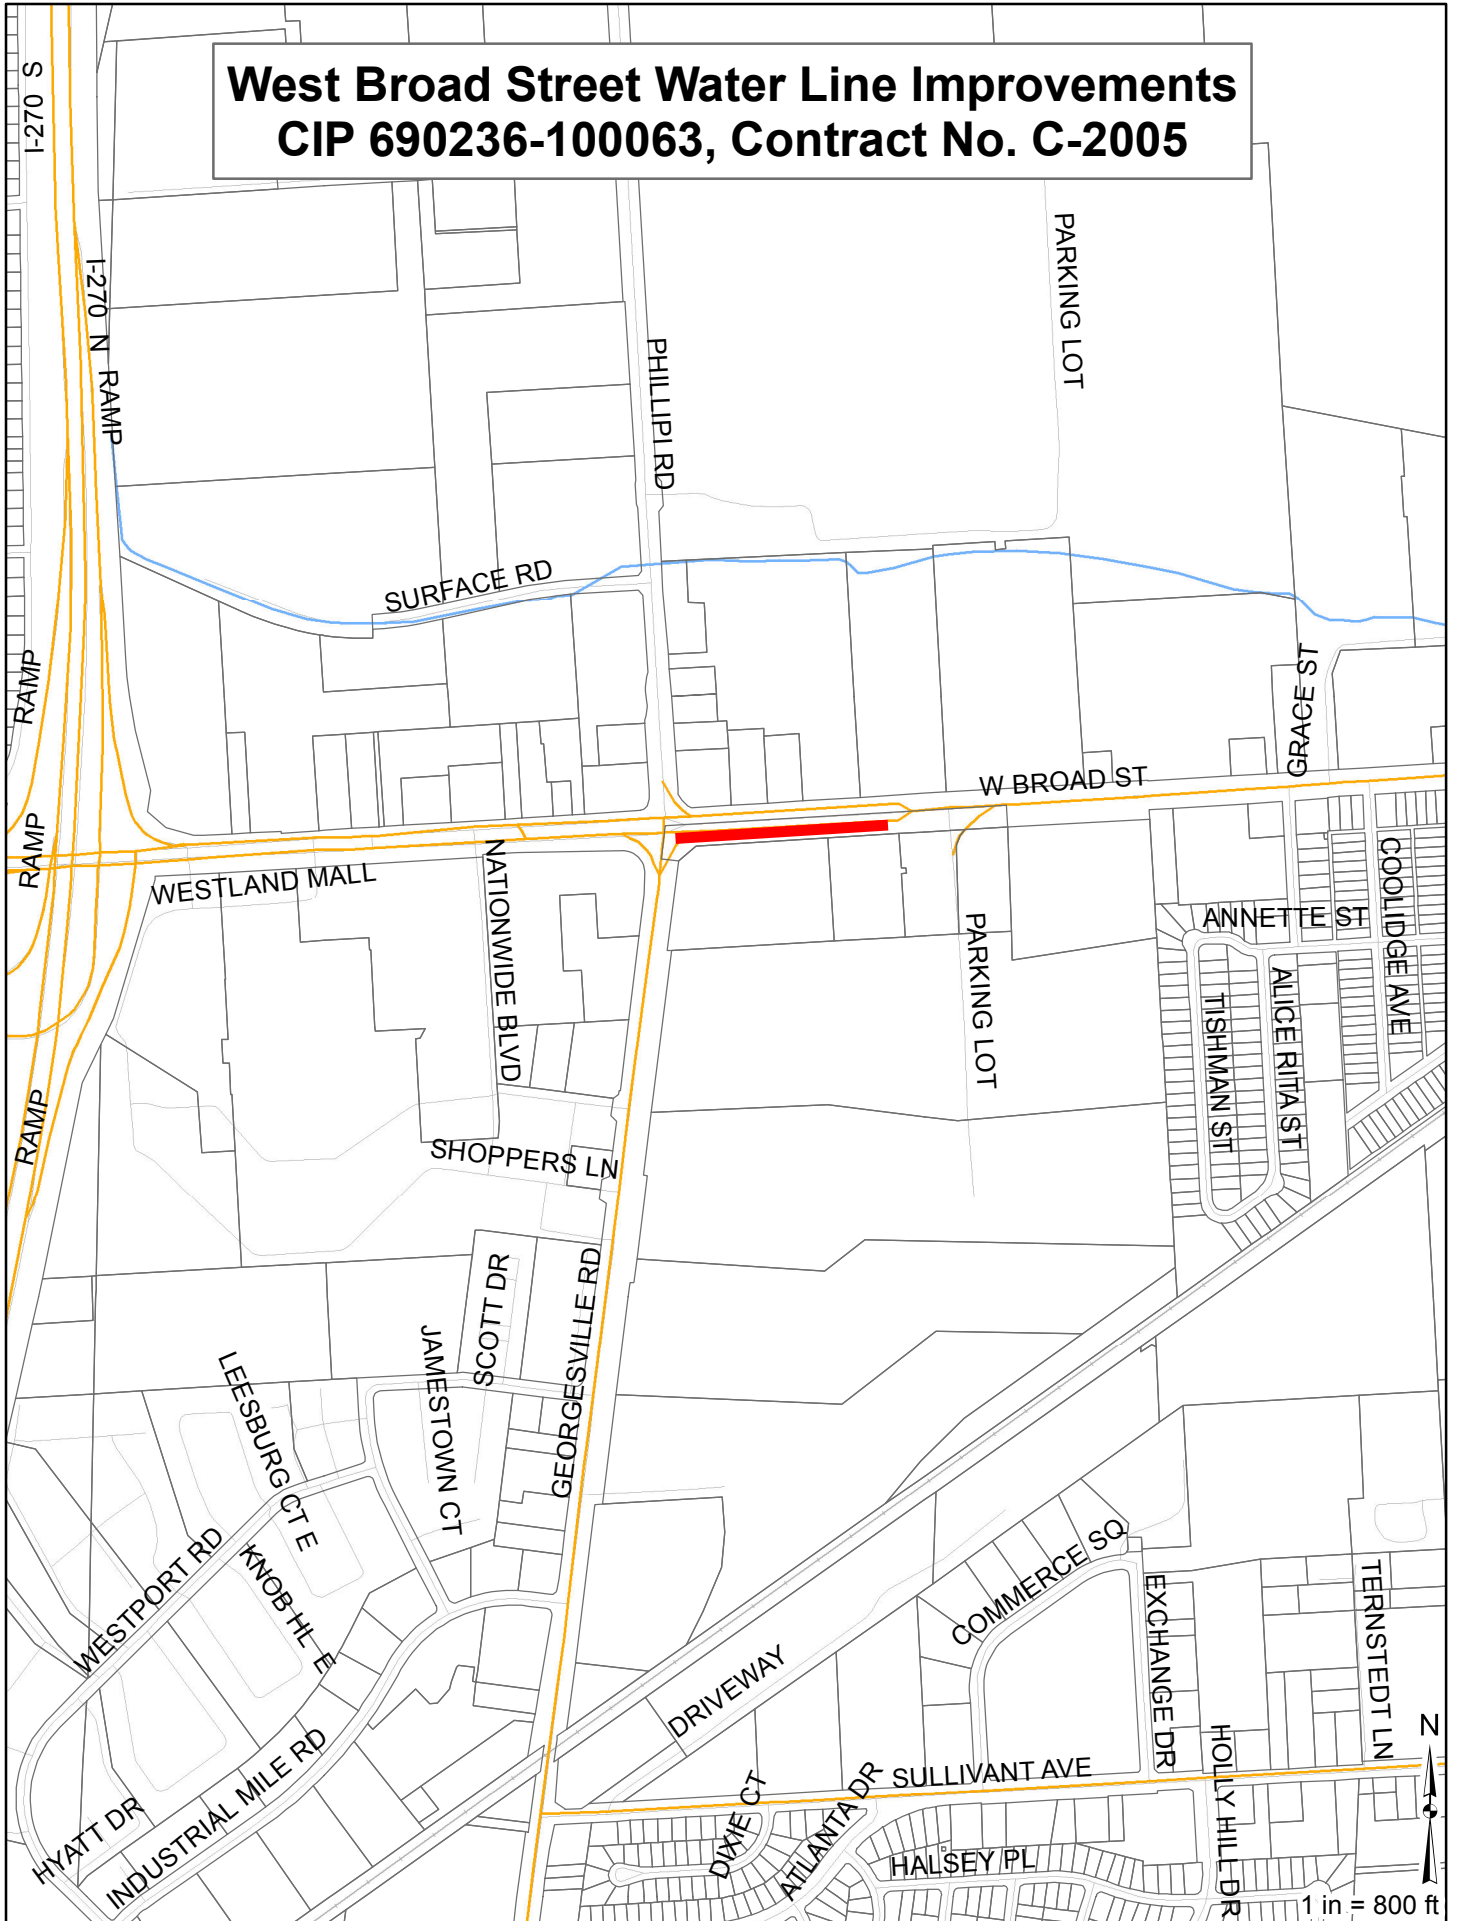 West Broad Street Water Line Improvements
CIP 690236-100063, Contract No. C-2005
I-270 S
I-270 N RAMP
PARKING LOT
PHILLIPI RD
SURFACE RD
RAMP
GRACE ST
W BROAD ST
RAMP
WESTLAND MALL
NATIONWIDE BLVD
PARKING LOT
ANNETTE ST
COOLIDGE AVE
TISHMAN ST
ALICE RITA ST
RAMP
SHOPPERS LN
SCOTT DR
GEORGESVILLE RD
JAMESTOWN CT
LEESBURG CT E
KNOB HL E
WESTPORT RD
COMMERCE SQ
EXCHANGE DR
TERNSTEDT LN
DRIVEWAY
INDUSTRIAL MILE RD
HYATT DR
SULLIVANT AVE
DIXIE CT
ATLANTA DR
HALSEY PL
HOLLY HILL DR
N
1 in = 800 ft